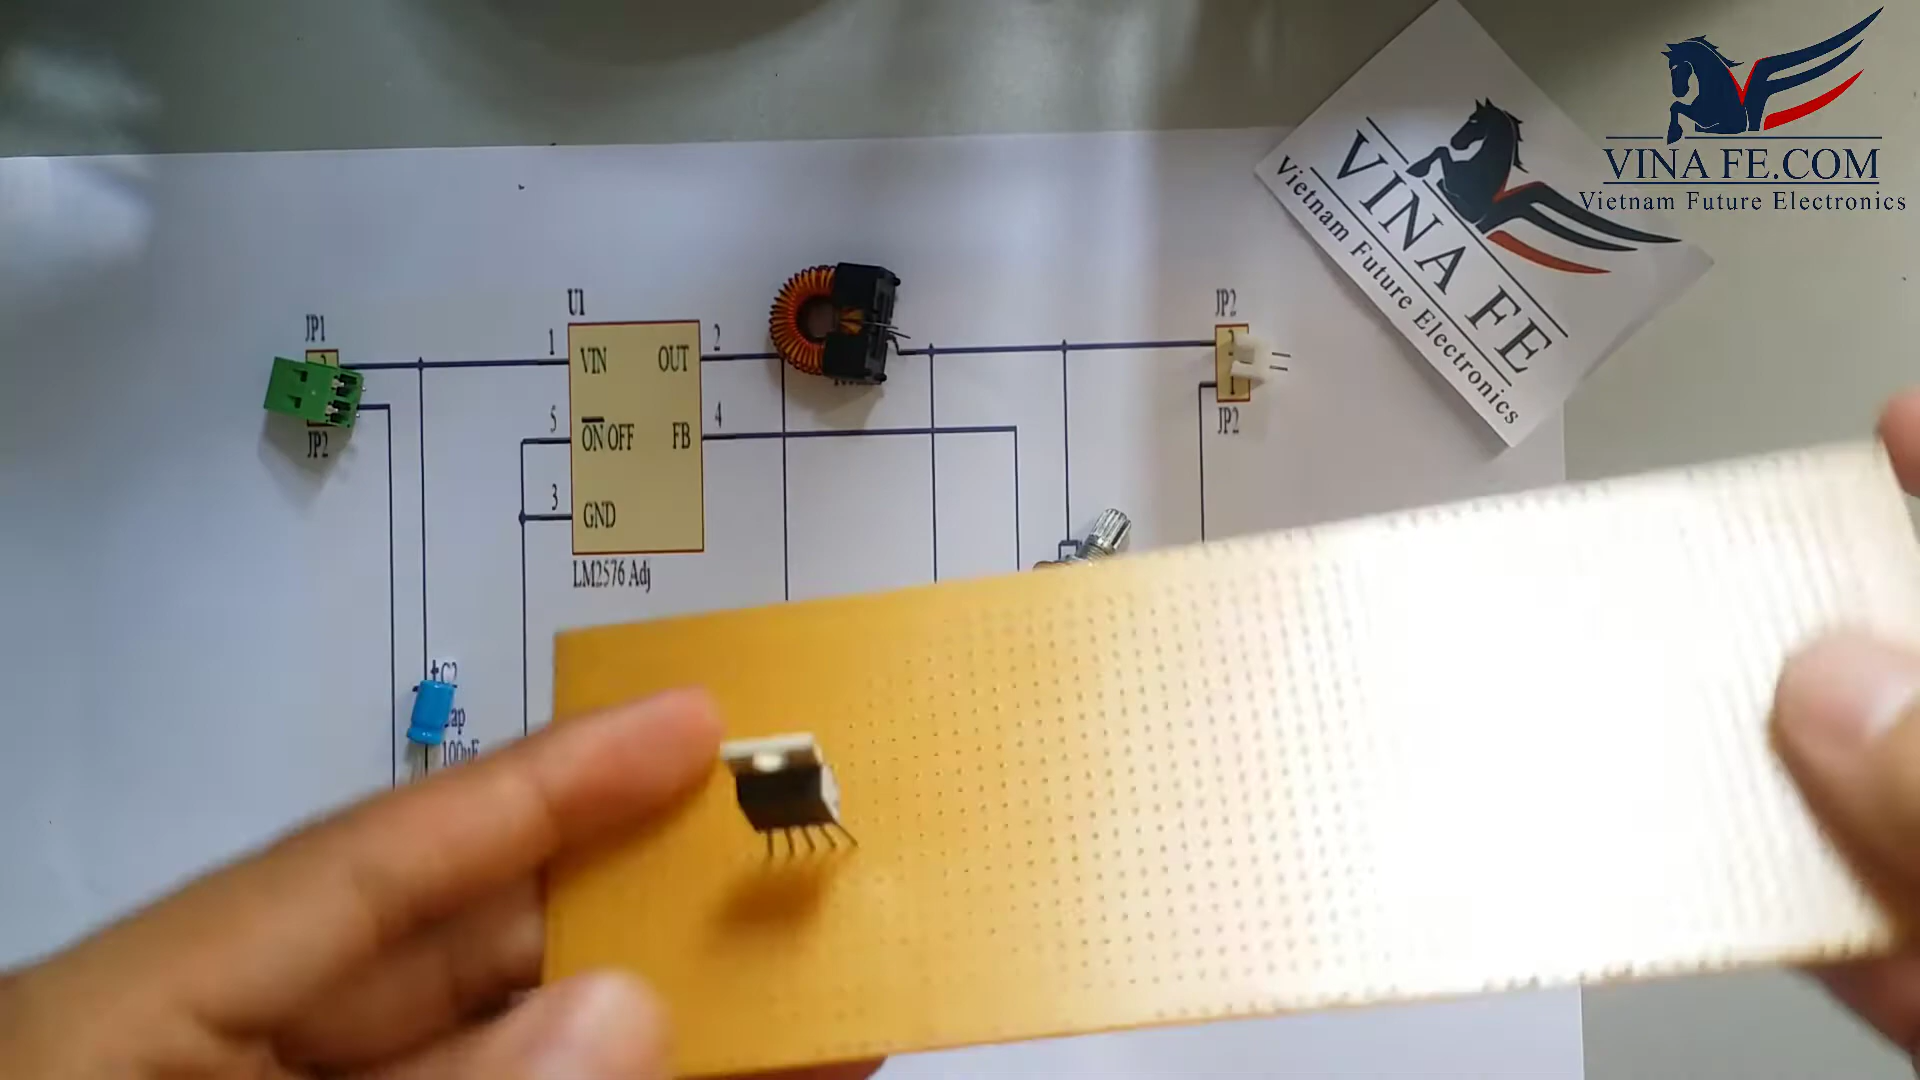 VINA FE.COM
Vietnam Future Electronics
VINA FE
Vietnam Future Electronics
U1
JP1
JP2
JP2
JP2
1
VIN
OUT
2
5
ON OFF
FB
4
3
GND
LM2576 Adj
1
C2
100uF